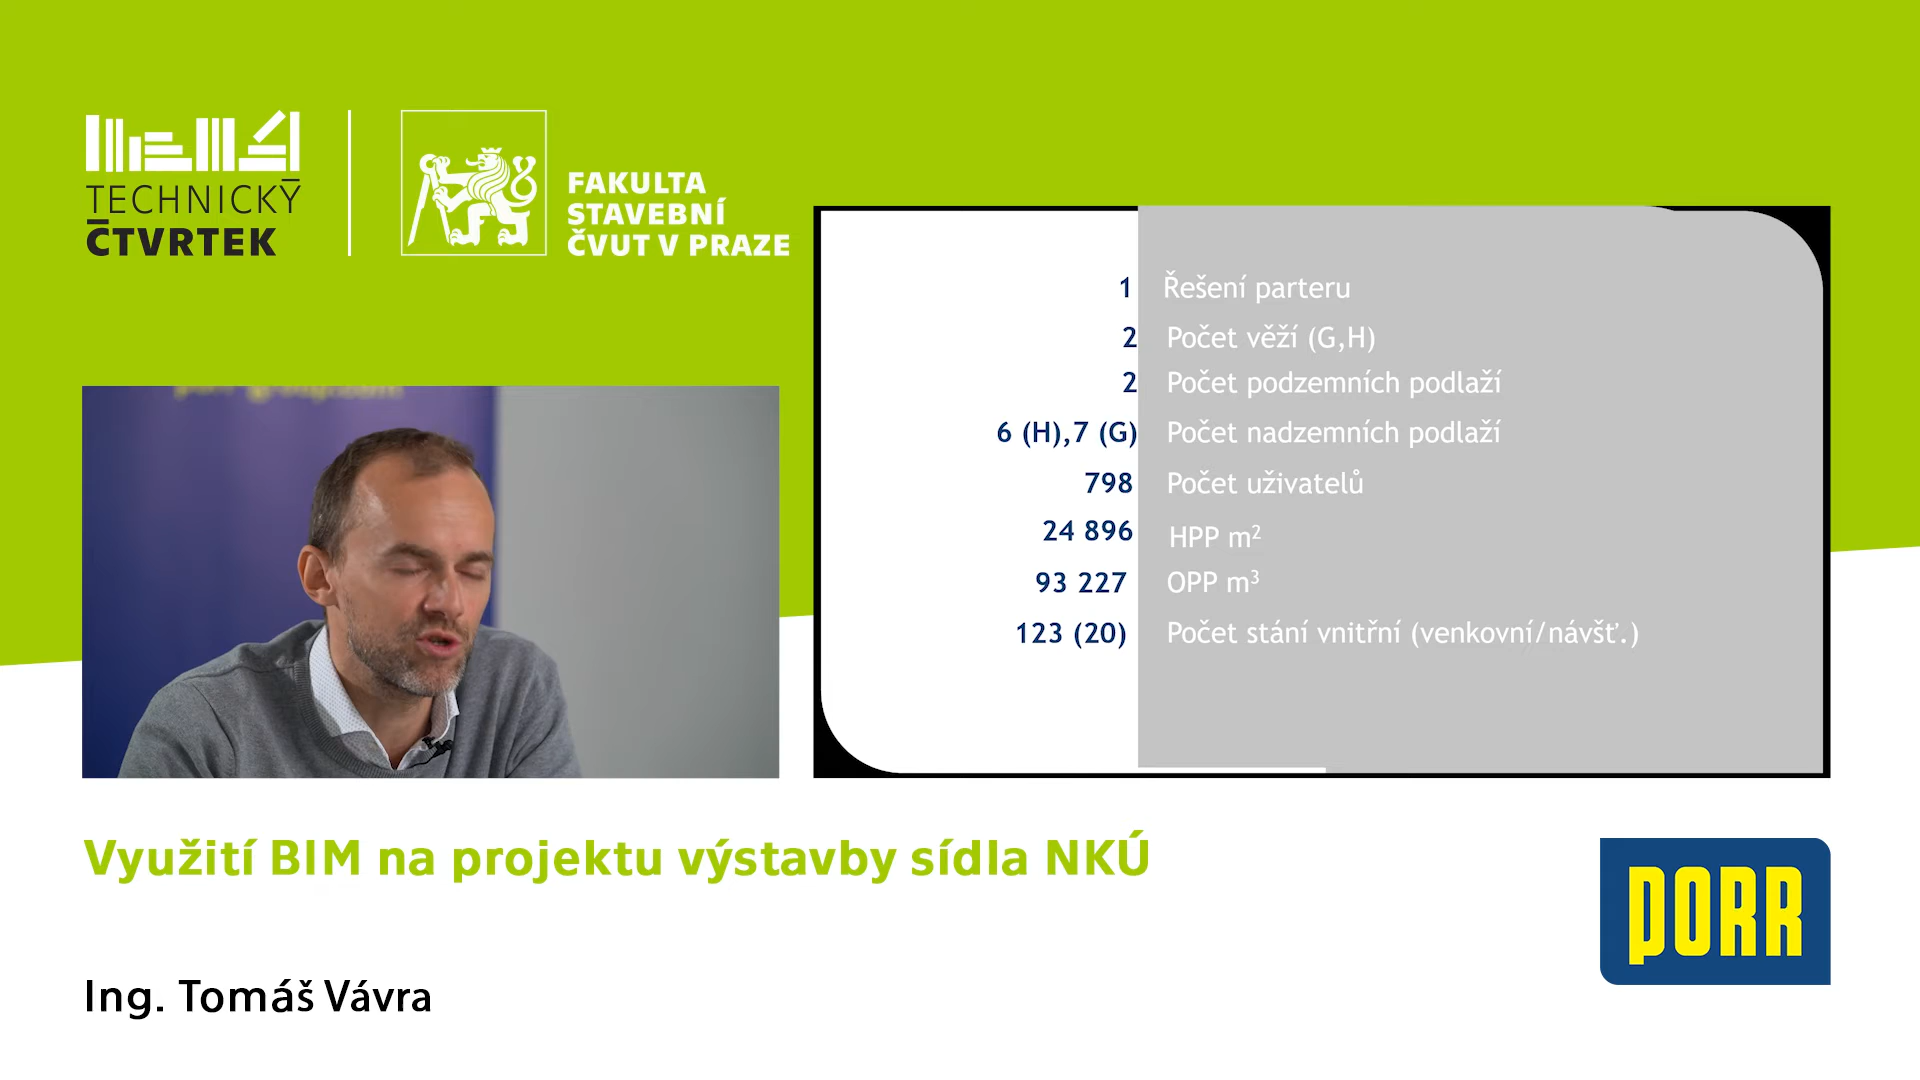 TECHNICKÝ
ČTVRTEK
FAKULTA
STAVEBNÍ
ČVUT V PRAZE
1 Řešení parteru
2 Počet věží (G,H)
2 Počet podzemních podlaží
6 (H),7 (G) Počet nadzemních podlaží
798 Počet uživatelů
24 896 HPP m²
93 227 OPP m³
123 (20) Počet stání vnitřní (venkovní/návšť.)
Využití BIM na projektu výstavby sídla NKÚ
Ing. Tomáš Vávra
PORR